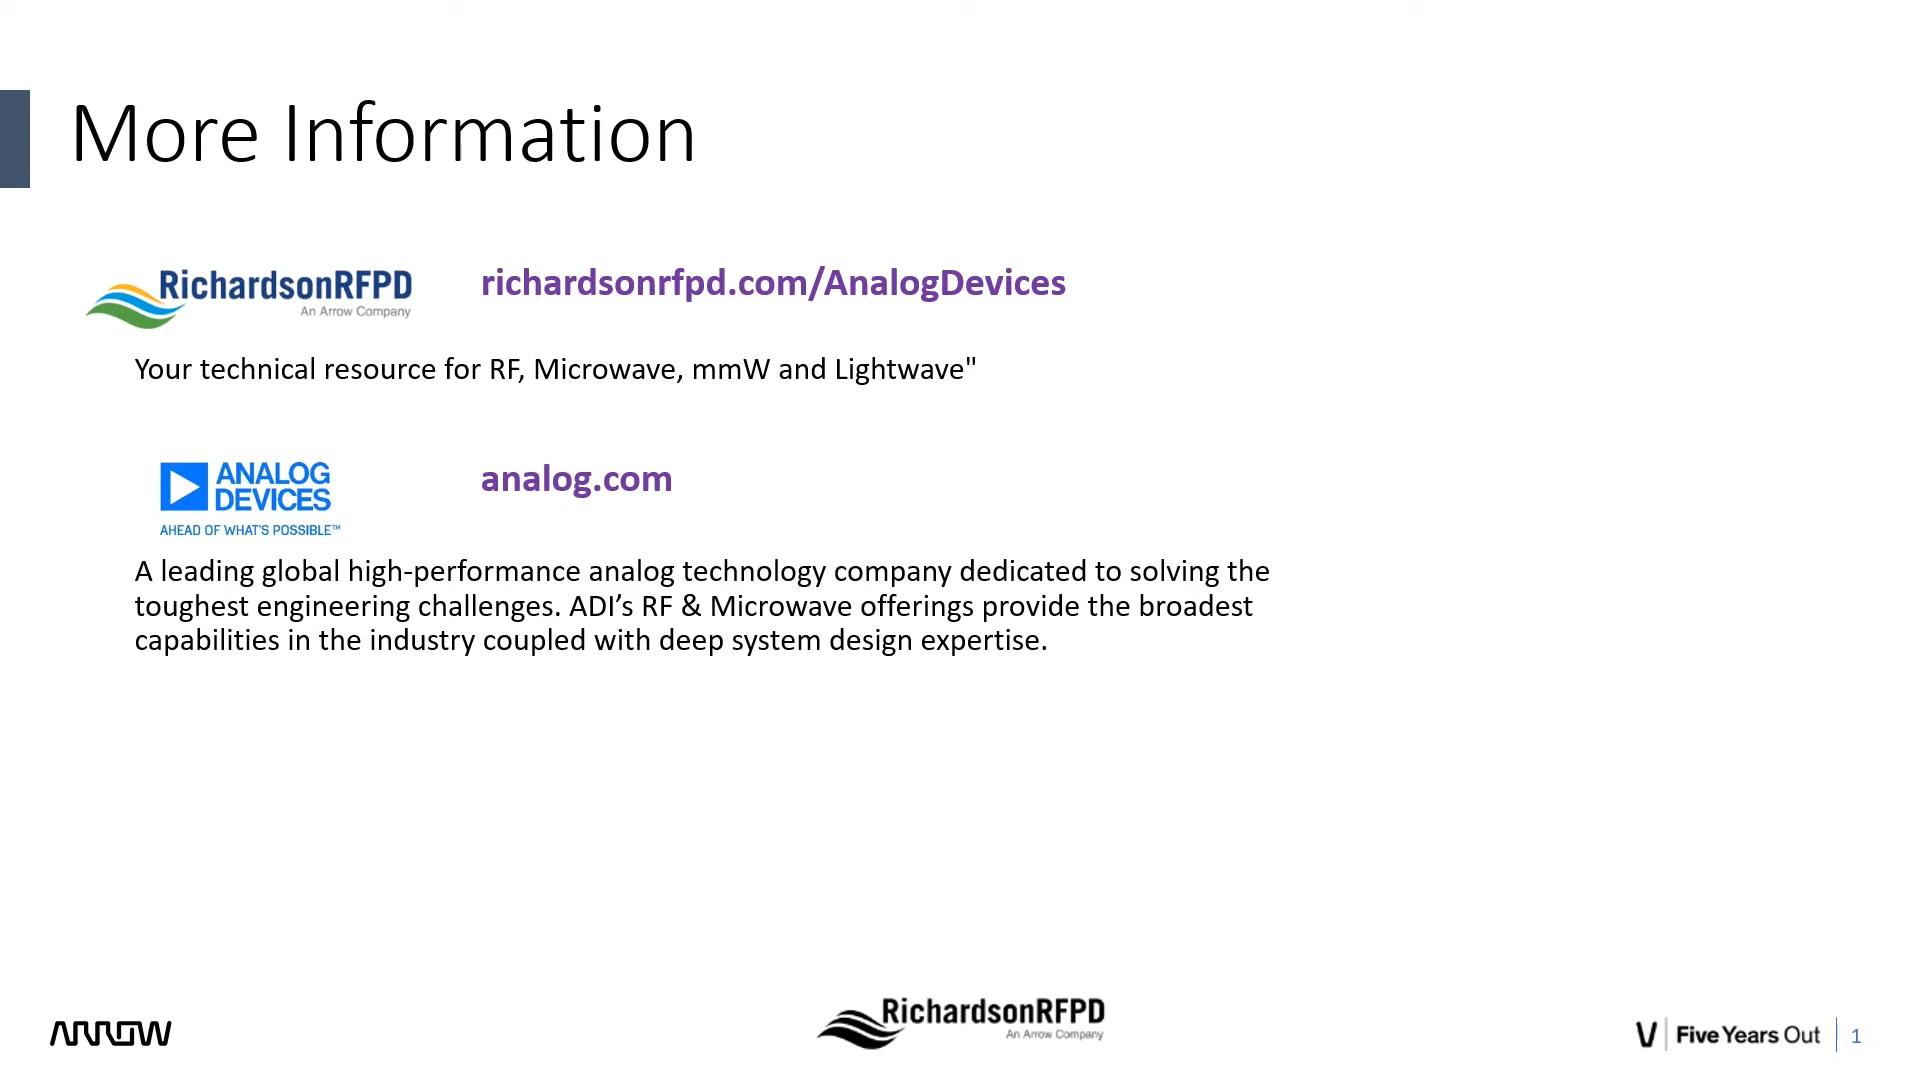 More Information
RichardsonRFPD
An Arrow Company
richardsonrfpd.com/AnalogDevices
Your technical resource for RF, Microwave, mmW and Lightwave"
ANALOG
DEVICES
AHEAD OF WHAT'S POSSIBLE™
analog.com
A leading global high-performance analog technology company dedicated to solving the
toughest engineering challenges. ADI’s RF & Microwave offerings provide the broadest
capabilities in the industry coupled with deep system design expertise.
ARROW
RichardsonRFPD
An Arrow Company
Five Years Out
1